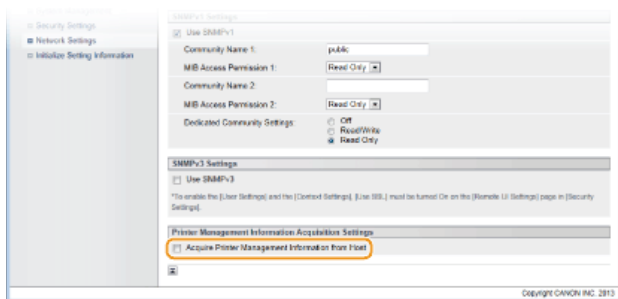 Security Settings
Network Settings
Initialize Setting Information
SNMPv1 Settings
Use SNMPv1
Community Name 1:
public
MIB Access Permission 1:
Read Only
Community Name 2:
MIB Access Permission 2:
Read Only
Dedicated Community Settings:
Off
Read/Write
Read Only
SNMPv3 Settings
Use SNMPv3
*To enable the [User Settings] and the [Context Settings], [Use SSL] must be turned On on the [Remote UI Settings] page in [Security
Settings].
Printer Management Information Acquisition Settings
Acquire Printer Management Information from Host
Copyright CANON INC. 2013